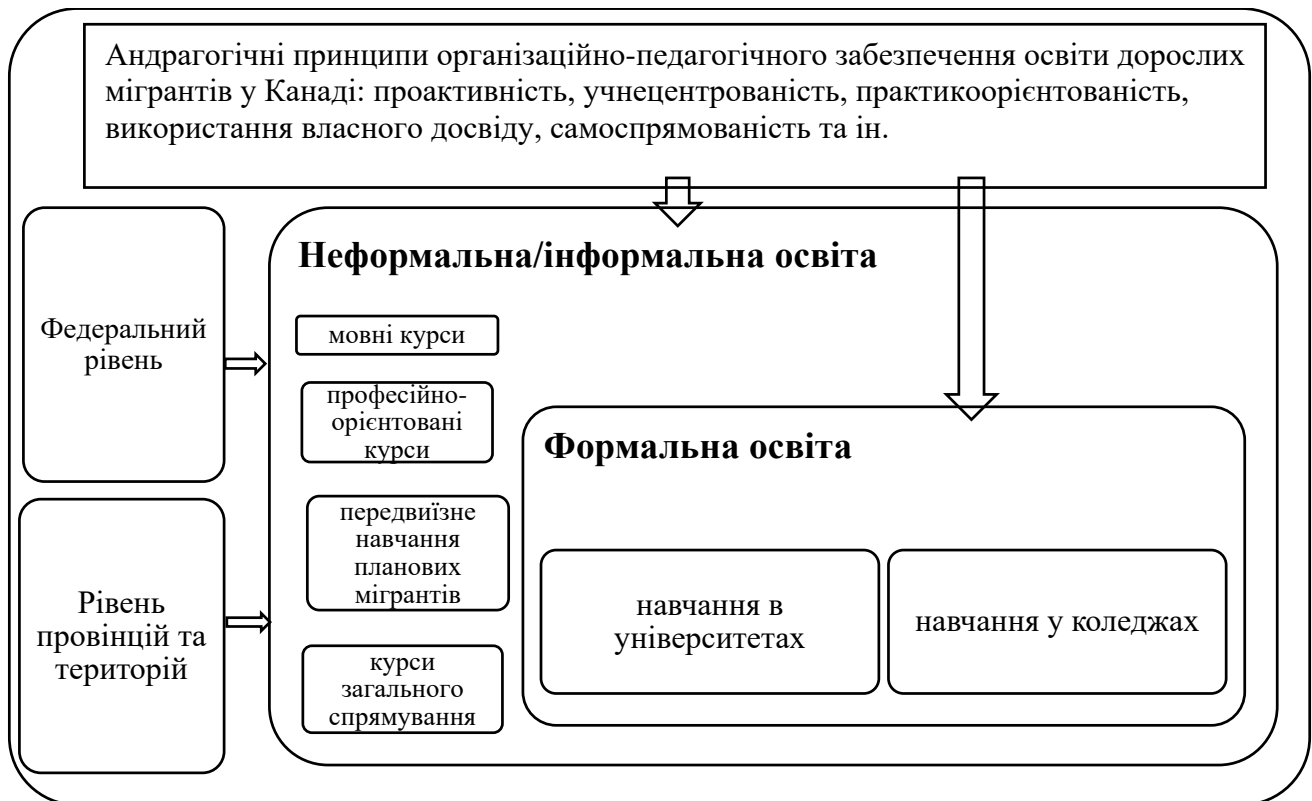 Андрагогічні принципи організаційно-педагогічного забезпечення освіти дорослих
мігрантів у Канаді: проактивність, учнецентрованість, практикоорієнтованість,
використання власного досвіду, самоспрямованість та ін.
Федеральний
рівень
Рівень
провінцій та
територій
Неформальна/інформальна освіта
мовні курси
професійно-
орієнтовані
курси
передвиїзне
навчання
планових
мігрантів
курси
загального
спрямування
Формальна освіта
навчання в
університетах
навчання у коледжах